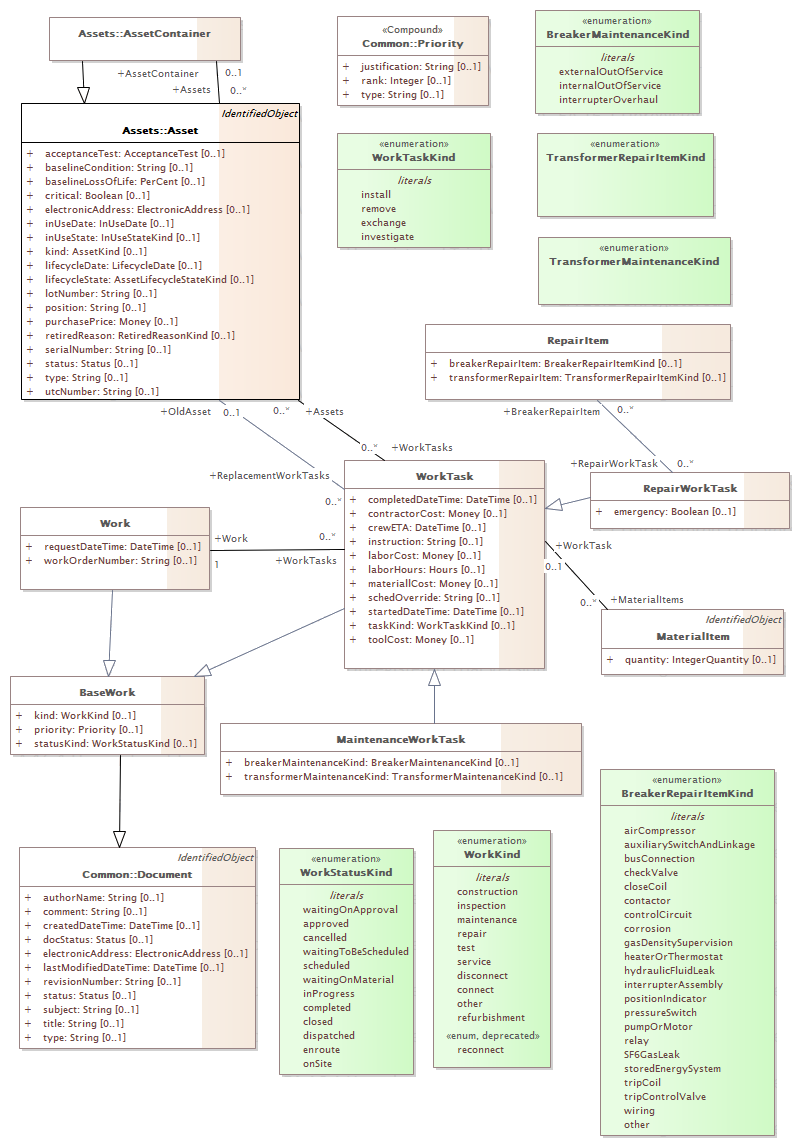 Assets::AssetContainer
+AssetContainer
0..1
+Assets
0..*
IdentifiedObject
Assets::Asset
+ acceptanceTest: AcceptanceTest [0..1]
+ baselineCondition: String [0..1]
+ baselineLossOfLife: PerCent [0..1]
+ critical: Boolean [0..1]
+ electronicAddress: ElectronicAddress [0..1]
+ inUseDate: InUseDate [0..1]
+ inUseState: InUseStateKind [0..1]
+ kind: AssetKind [0..1]
+ lifecycleDate: LifecycleDate [0..1]
+ lifecycleState: AssetLifecycleStateKind [0..1]
+ lotNumber: String [0..1]
+ position: String [0..1]
+ purchasePrice: Money [0..1]
+ retiredReason: RetiredReasonKind [0..1]
+ serialNumber: String [0..1]
+ status: Status [0..1]
+ type: String [0..1]
+ utcNumber: String [0..1]
«Compound»
Common::Priority
+ justification: String [0..1]
+ rank: Integer [0..1]
+ type: String [0..1]
«enumeration»
BreakerMaintenanceKind
literals
externalOutOfService
internalOutOfService
interrupterOverhaul
«enumeration»
WorkTaskKind
literals
install
remove
exchange
investigate
«enumeration»
TransformerRepairItemKind
«enumeration»
TransformerMaintenanceKind
RepairItem
+ breakerRepairItem: BreakerRepairItemKind [0..1]
+ transformerRepairItem: TransformerRepairItemKind [0..1]
+OldAsset
0..1
0..*
+Assets
+BreakerRepairItem
0..*
0..*
+WorkTasks
+RepairWorkTask
0..*
+ReplacementWorkTasks
0..*
WorkTask
+ completedDateTime: DateTime [0..1]
+ contractorCost: Money [0..1]
+ crewETA: DateTime [0..1]
+ instruction: String [0..1]
+ laborCost: Money [0..1]
+ laborHours: Hours [0..1]
+ materiallCost: Money [0..1]
+ schedOverride: String [0..1]
+ startedDateTime: DateTime [0..1]
+ taskKind: WorkTaskKind [0..1]
+ toolCost: Money [0..1]
RepairWorkTask
+ emergency: Boolean [0..1]
Work
+ requestDateTime: DateTime [0..1]
+ workOrderNumber: String [0..1]
+Work
1
0..*
+WorkTasks
+WorkTask
0..1
0..*
+MaterialItems
IdentifiedObject
MaterialItem
+ quantity: IntegerQuantity [0..1]
BaseWork
+ kind: WorkKind [0..1]
+ priority: Priority [0..1]
+ statusKind: WorkStatusKind [0..1]
MaintenanceWorkTask
+ breakerMaintenanceKind: BreakerMaintenanceKind [0..1]
+ transformerMaintenanceKind: TransformerMaintenanceKind [0..1]
IdentifiedObject
Common::Document
+ authorName: String [0..1]
+ comment: String [0..1]
+ createdDateTime: DateTime [0..1]
+ docStatus: Status [0..1]
+ electronicAddress: ElectronicAddress [0..1]
+ lastModifiedDateTime: DateTime [0..1]
+ revisionNumber: String [0..1]
+ status: Status [0..1]
+ subject: String [0..1]
+ title: String [0..1]
+ type: String [0..1]
«enumeration»
WorkStatusKind
literals
waitingOnApproval
approved
cancelled
waitingToBeScheduled
scheduled
waitingOnMaterial
inProgress
completed
closed
dispatched
enroute
onSite
«enumeration»
WorkKind
literals
construction
inspection
maintenance
repair
test
service
disconnect
connect
other
refurbishment
«enum, deprecated»
reconnect
«enumeration»
BreakerRepairItemKind
literals
airCompressor
auxiliarySwitchAndLinkage
busConnection
checkValve
closeCoil
contactor
controlCircuit
corrosion
gasDensitySupervision
heaterOrThermostat
hydraulicFluidLeak
interrupterAssembly
positionIndicator
pressureSwitch
pumpOrMotor
relay
SF6GasLeak
storedEnergySystem
tripCoil
tripControlValve
wiring
other